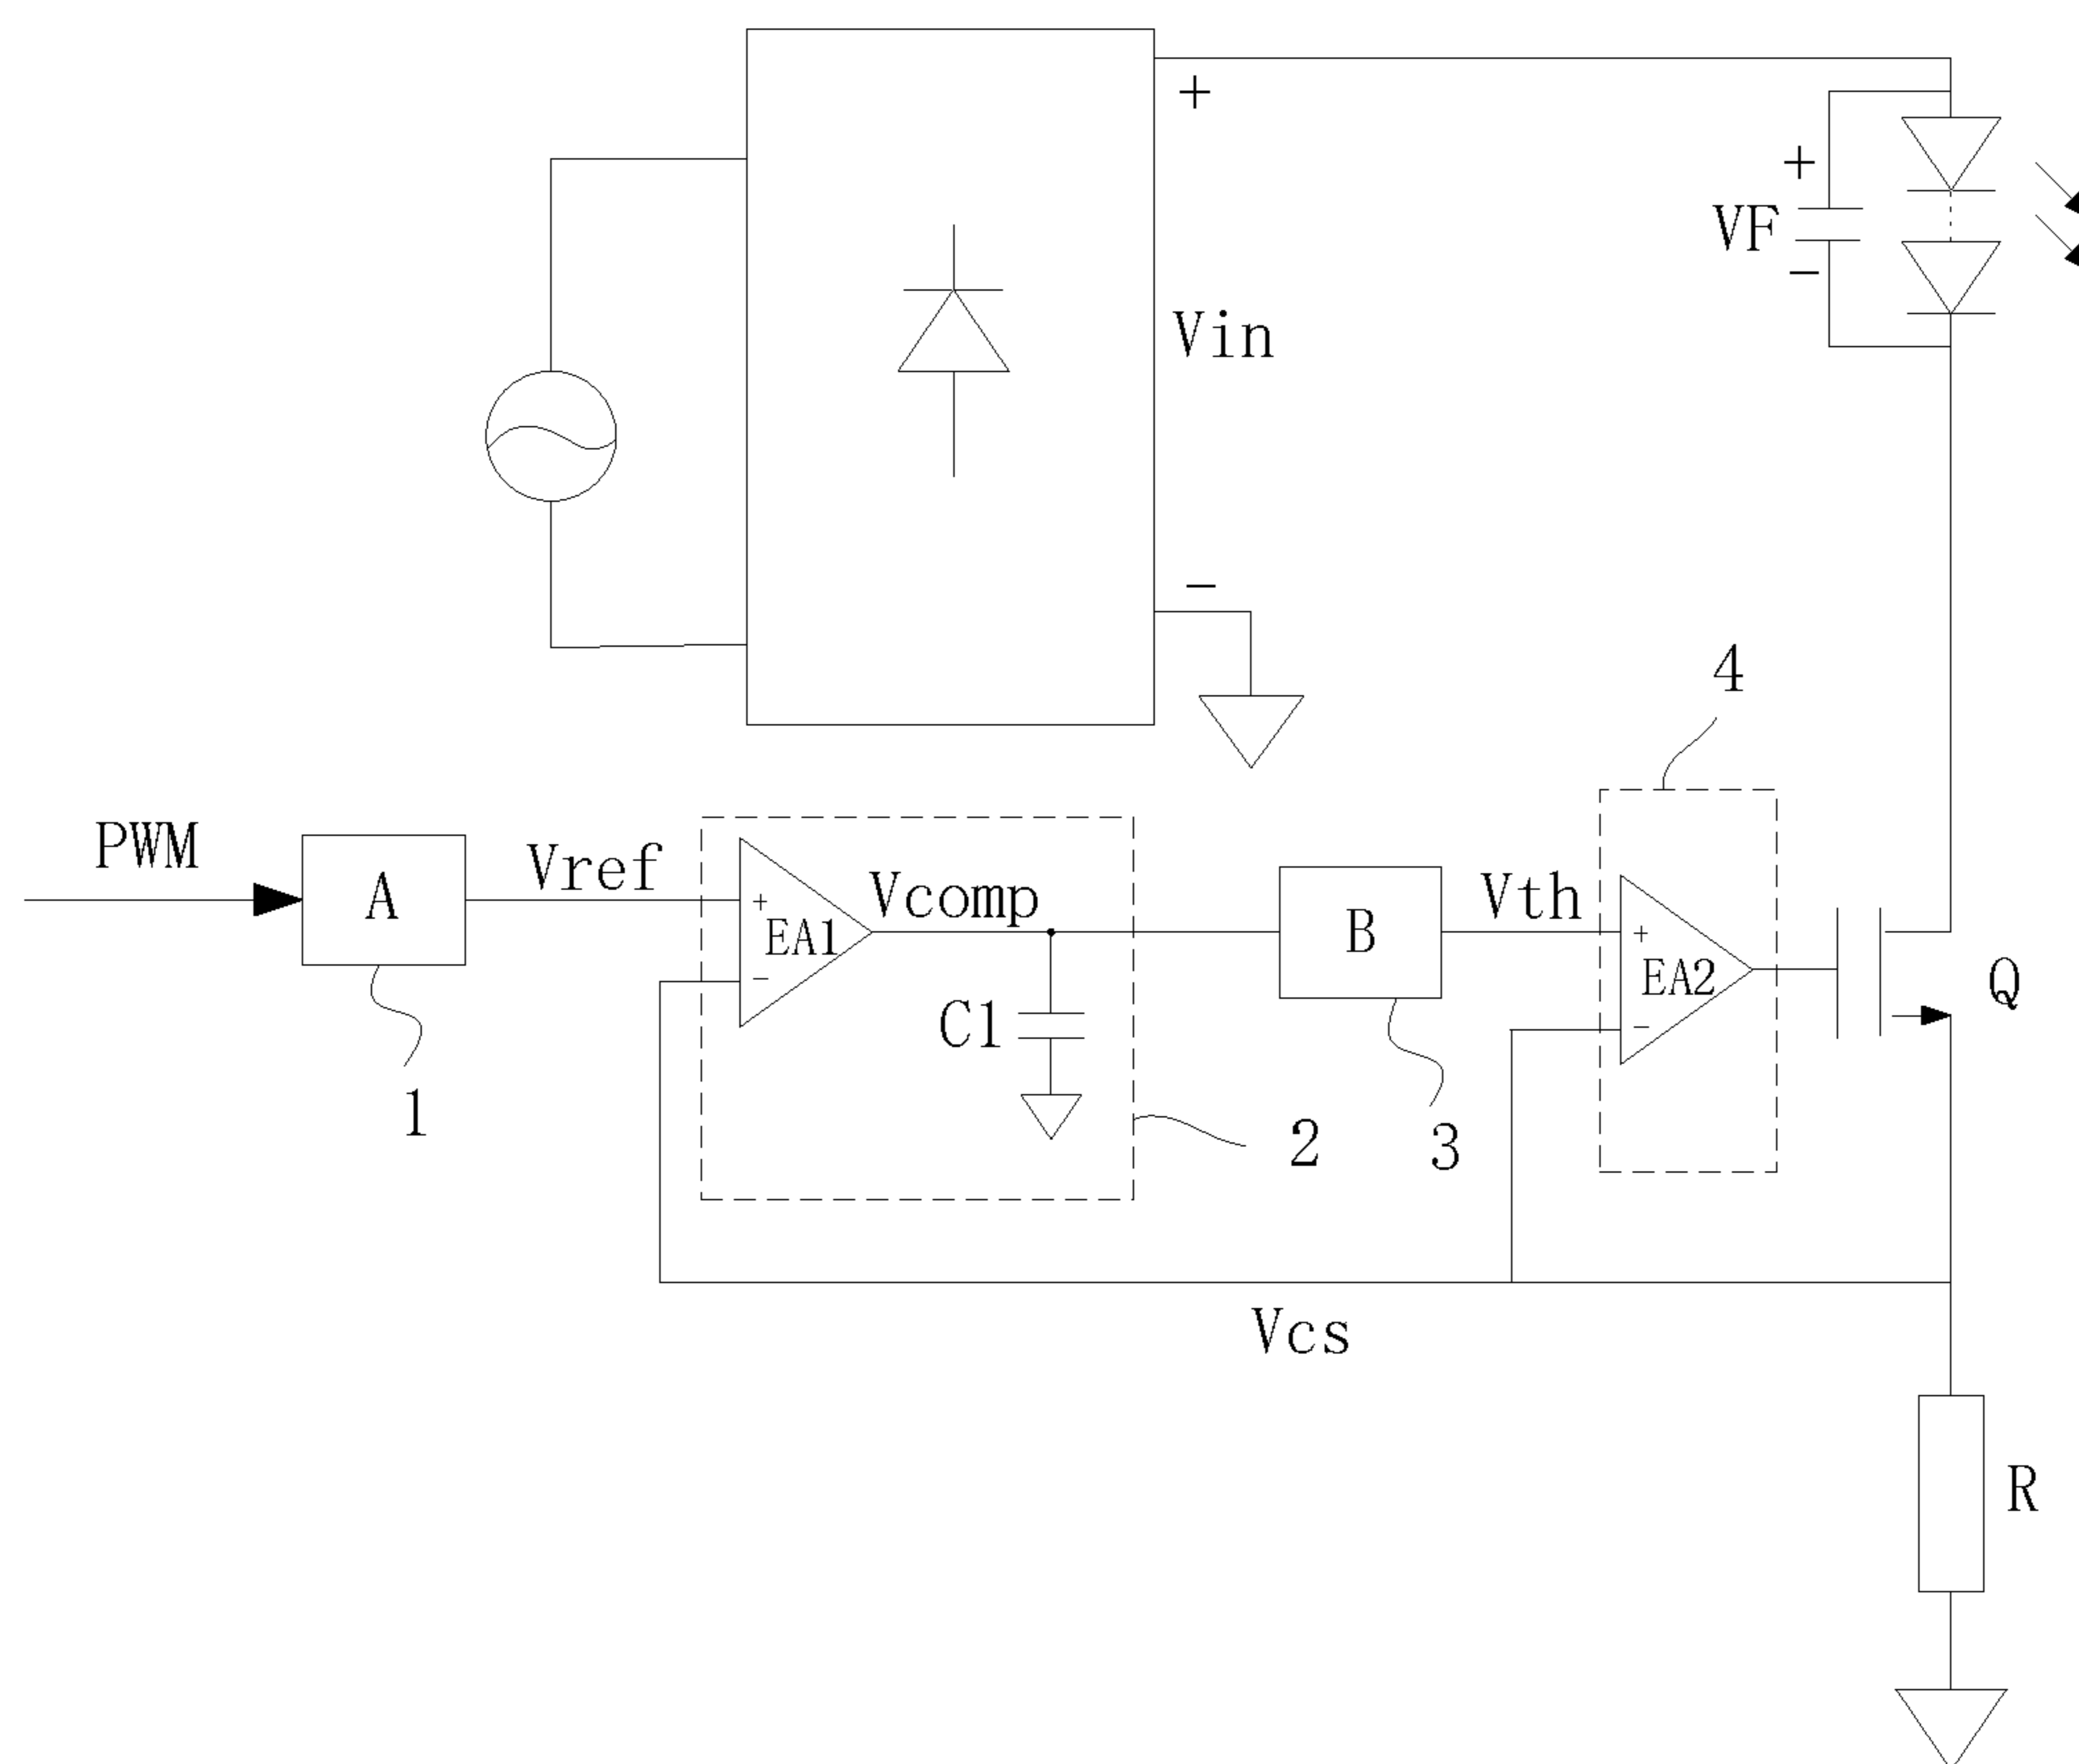 +
+
VF
-
Vin
-
4
PWM
A
Vref
+
EA1
-
Vcomp
C1
B
Vth
+
EA2
-
Q
1
2
3
Vcs
R